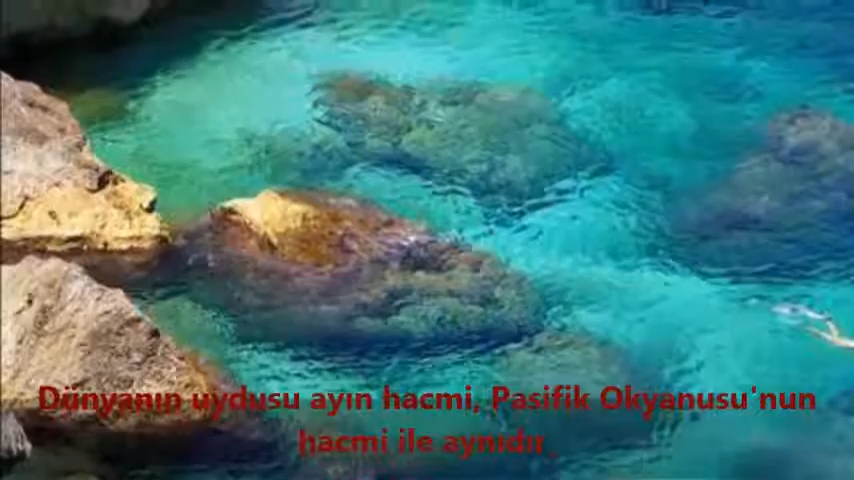 Dünyanın uydusu ayın hacmi, Pasifik Okyanusu'nun
hacmi ile aynıdır.